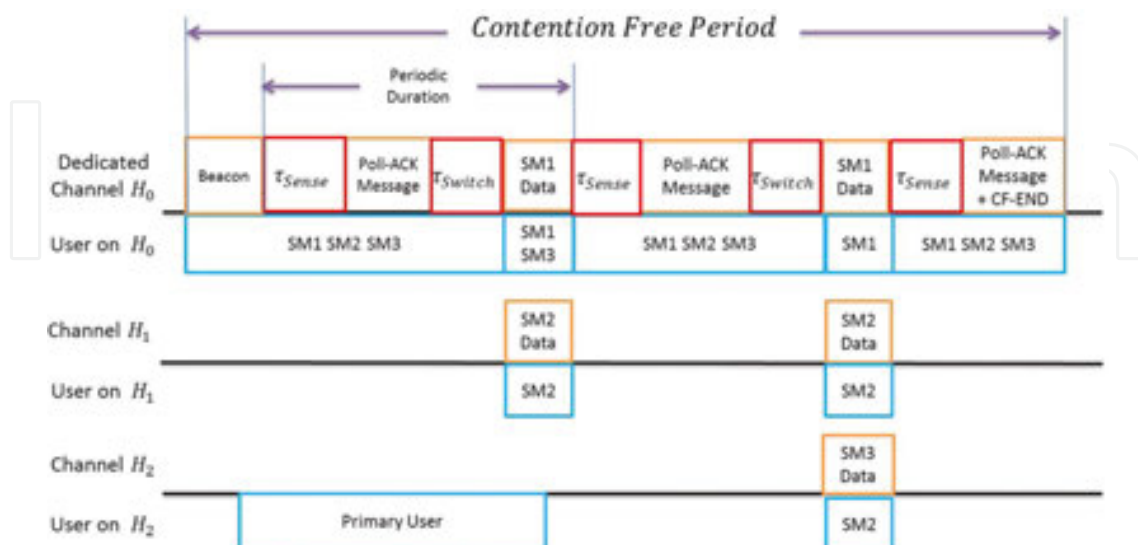 Contention Free Period
Periodic
Duration
Dedicated
Channel H₀
Beacon
τSense
Poll-ACK
Message
τSwitch
SM1
Data
τSense
Poll-ACK
Message
τSwitch
SM1
Data
τSense
Poll-ACK
Message
+ CF-END
User on H₀
SM1 SM2 SM3
SM1
SM3
SM1 SM2 SM3
SM1
SM1 SM2 SM3
Channel H₁
SM2
Data
SM2
Data
User on H₁
SM2
SM2
Channel H₂
SM3
Data
User on H₂
Primary User
SM2